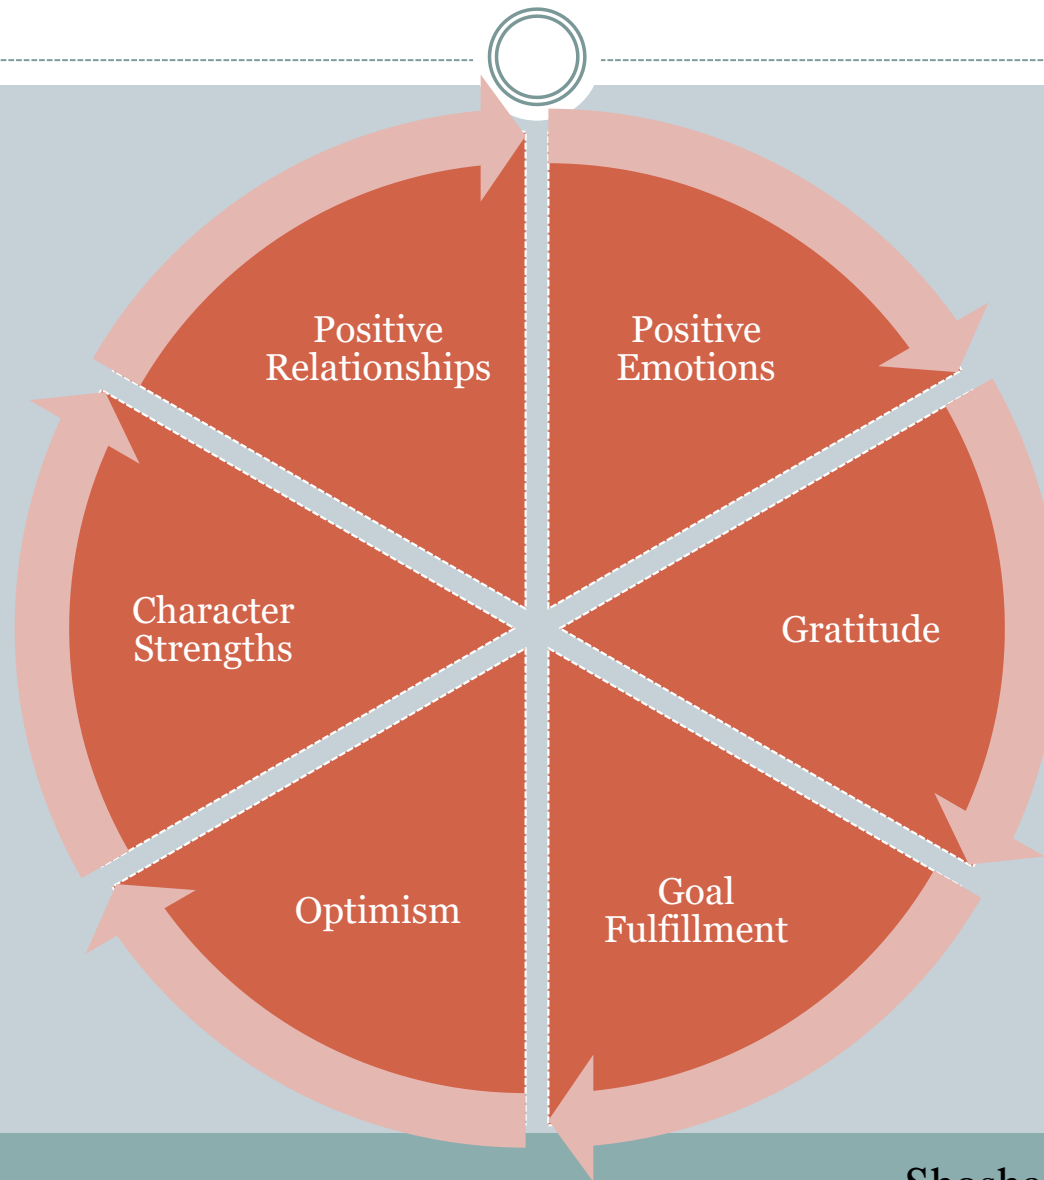 Positive
Relationships
Positive
Emotions
Character
Strengths
Gratitude
Optimism
Goal
Fulfillment